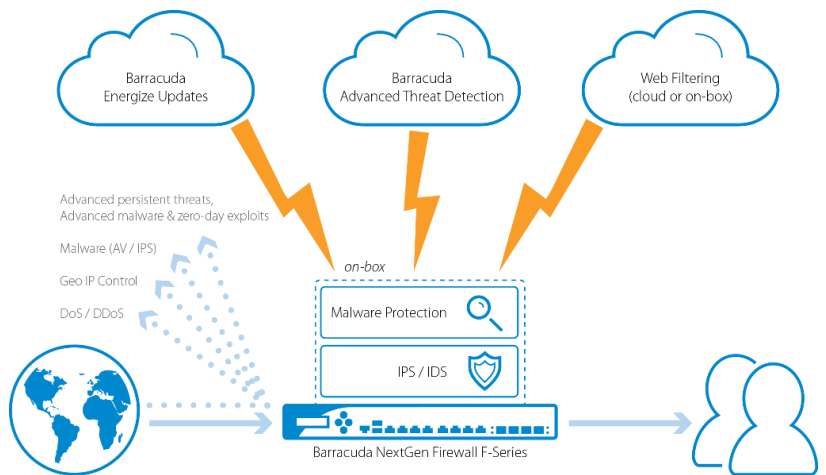 Barracuda
Energize Updates
Barracuda
Advanced Threat Detection
Web Filtering
(cloud or on-box)
Advanced persistent threats,
Advanced malware & zero-day exploits
Malware (AV / IPS)
Geo IP Control
DoS / DDoS
on-box
Malware Protection
IPS / IDS
Barracuda NextGen Firewall F-Series